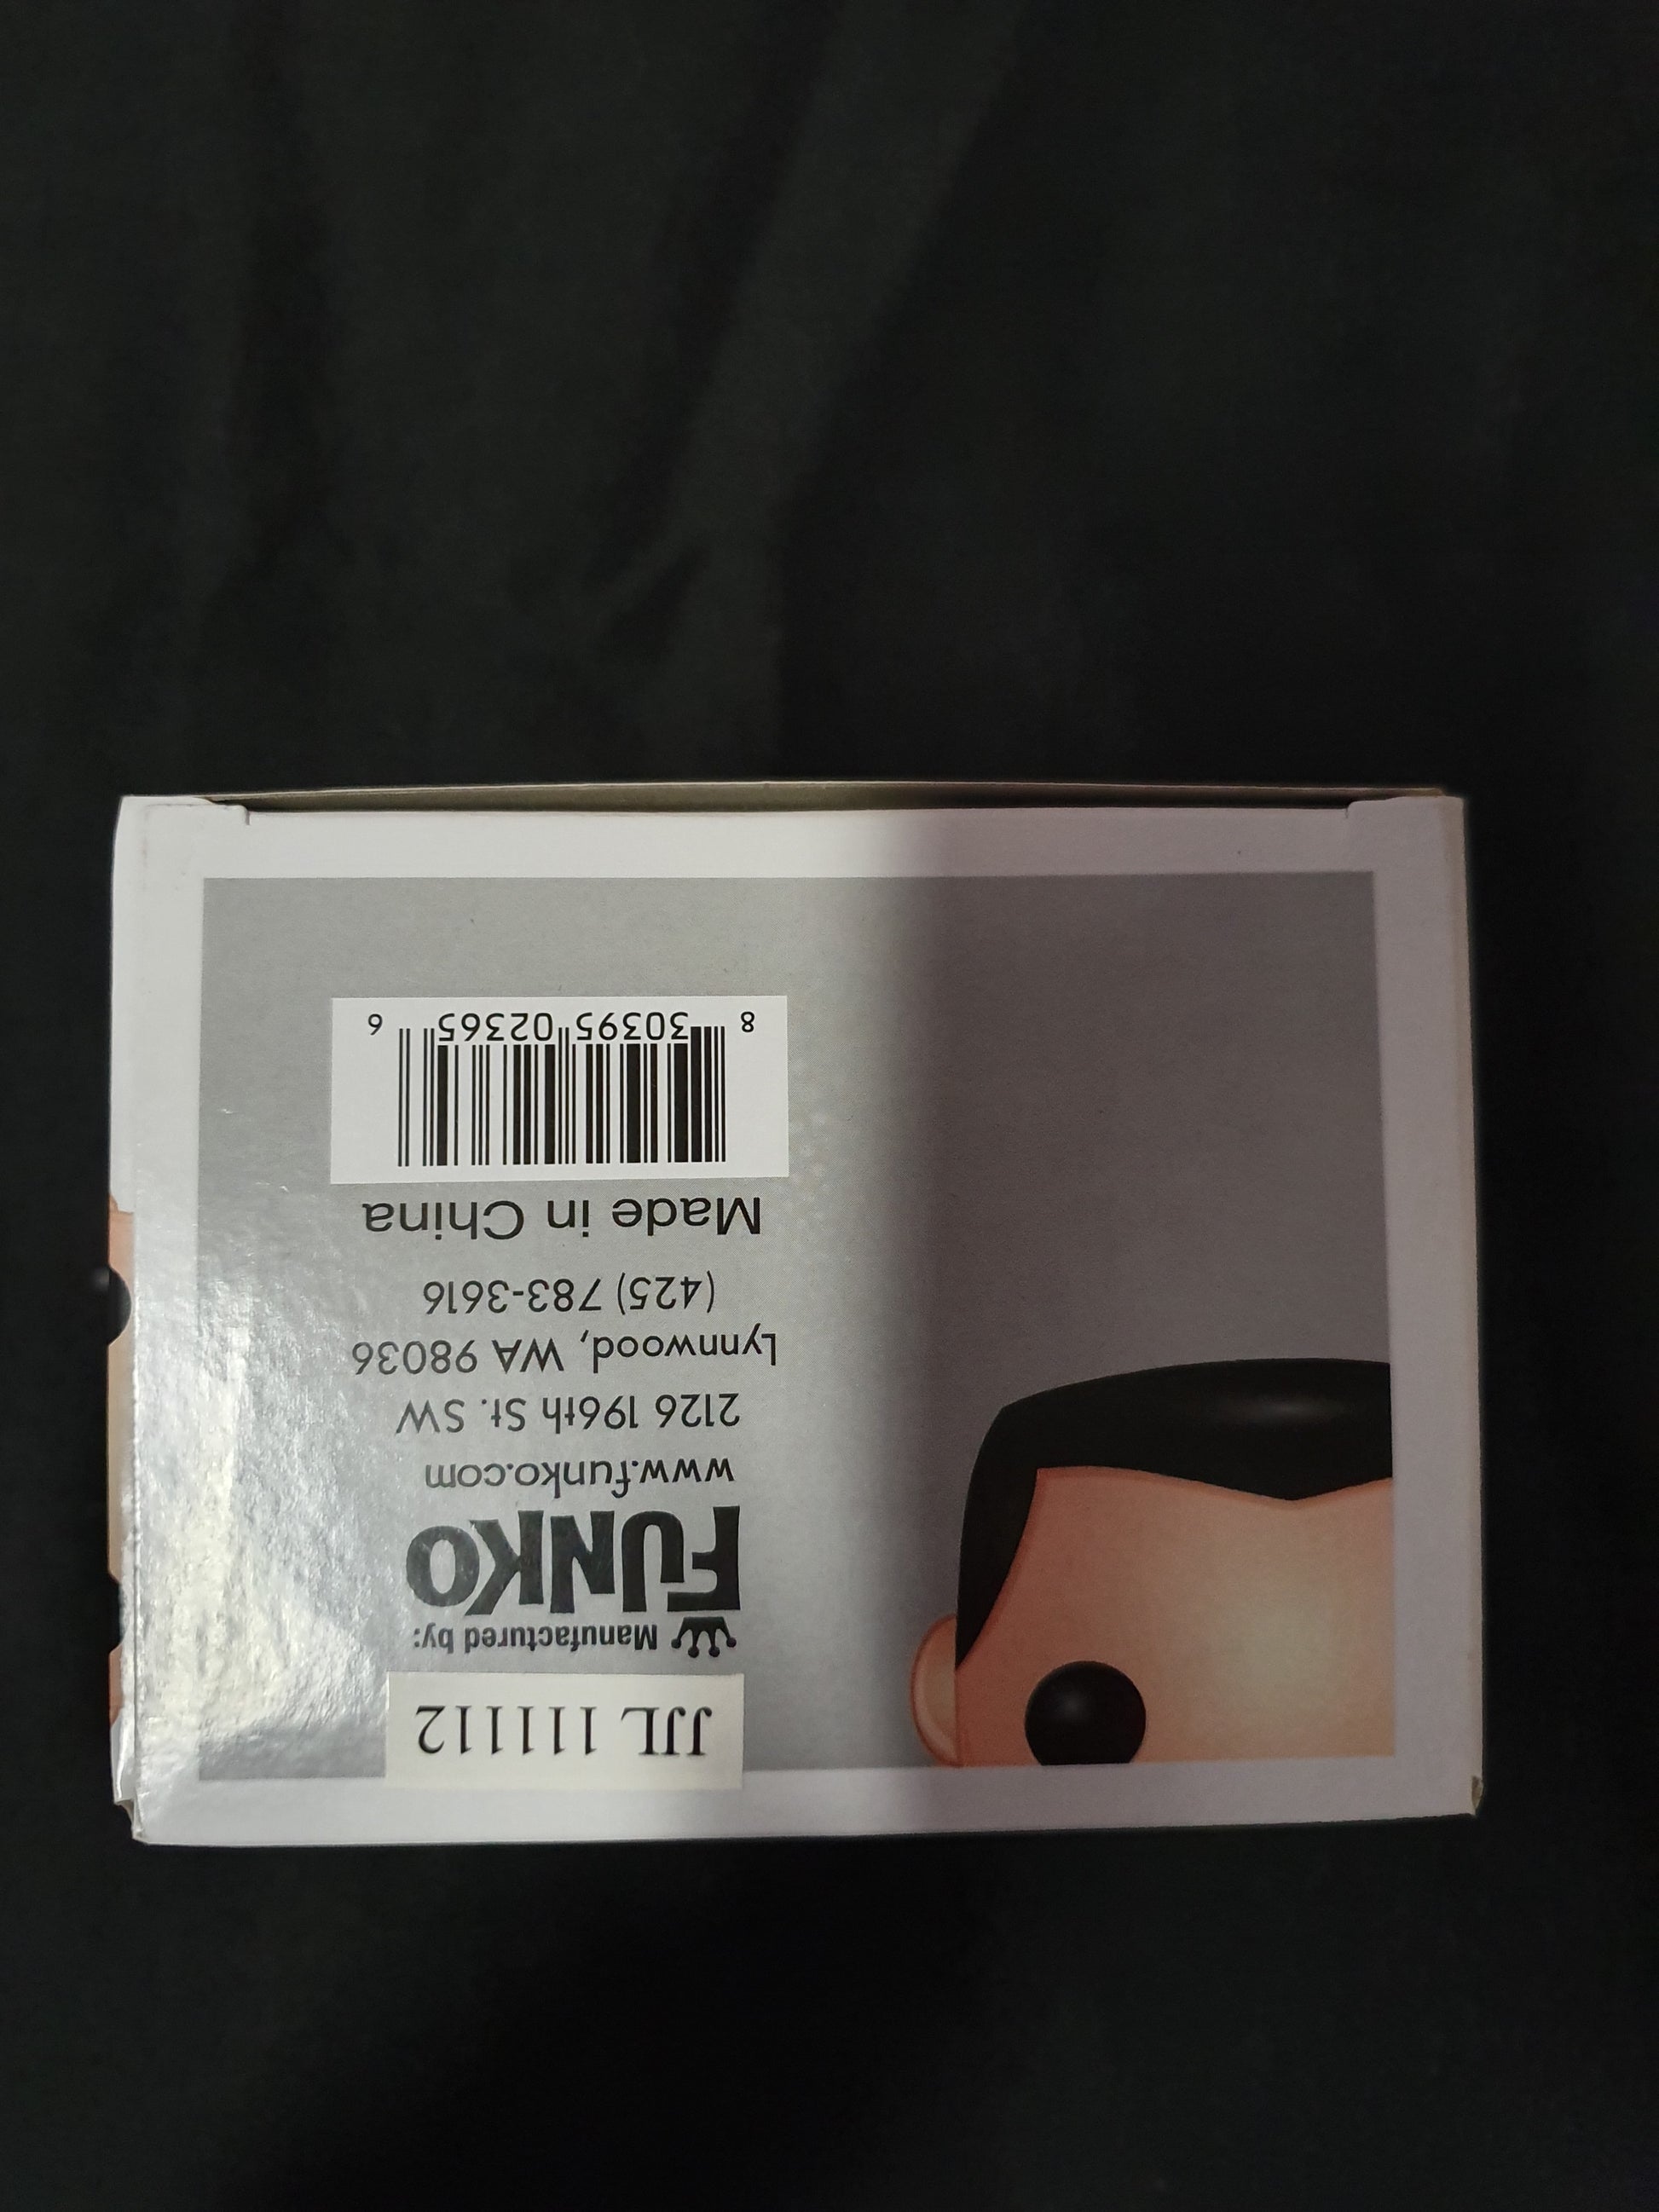 JJL 111112
Manufactured by:
FUNKO
www.funko.com
2126 196th St. SW
Lynnwood, WA 98036
(425) 783-3616
Made in China
8 30395 02365 6